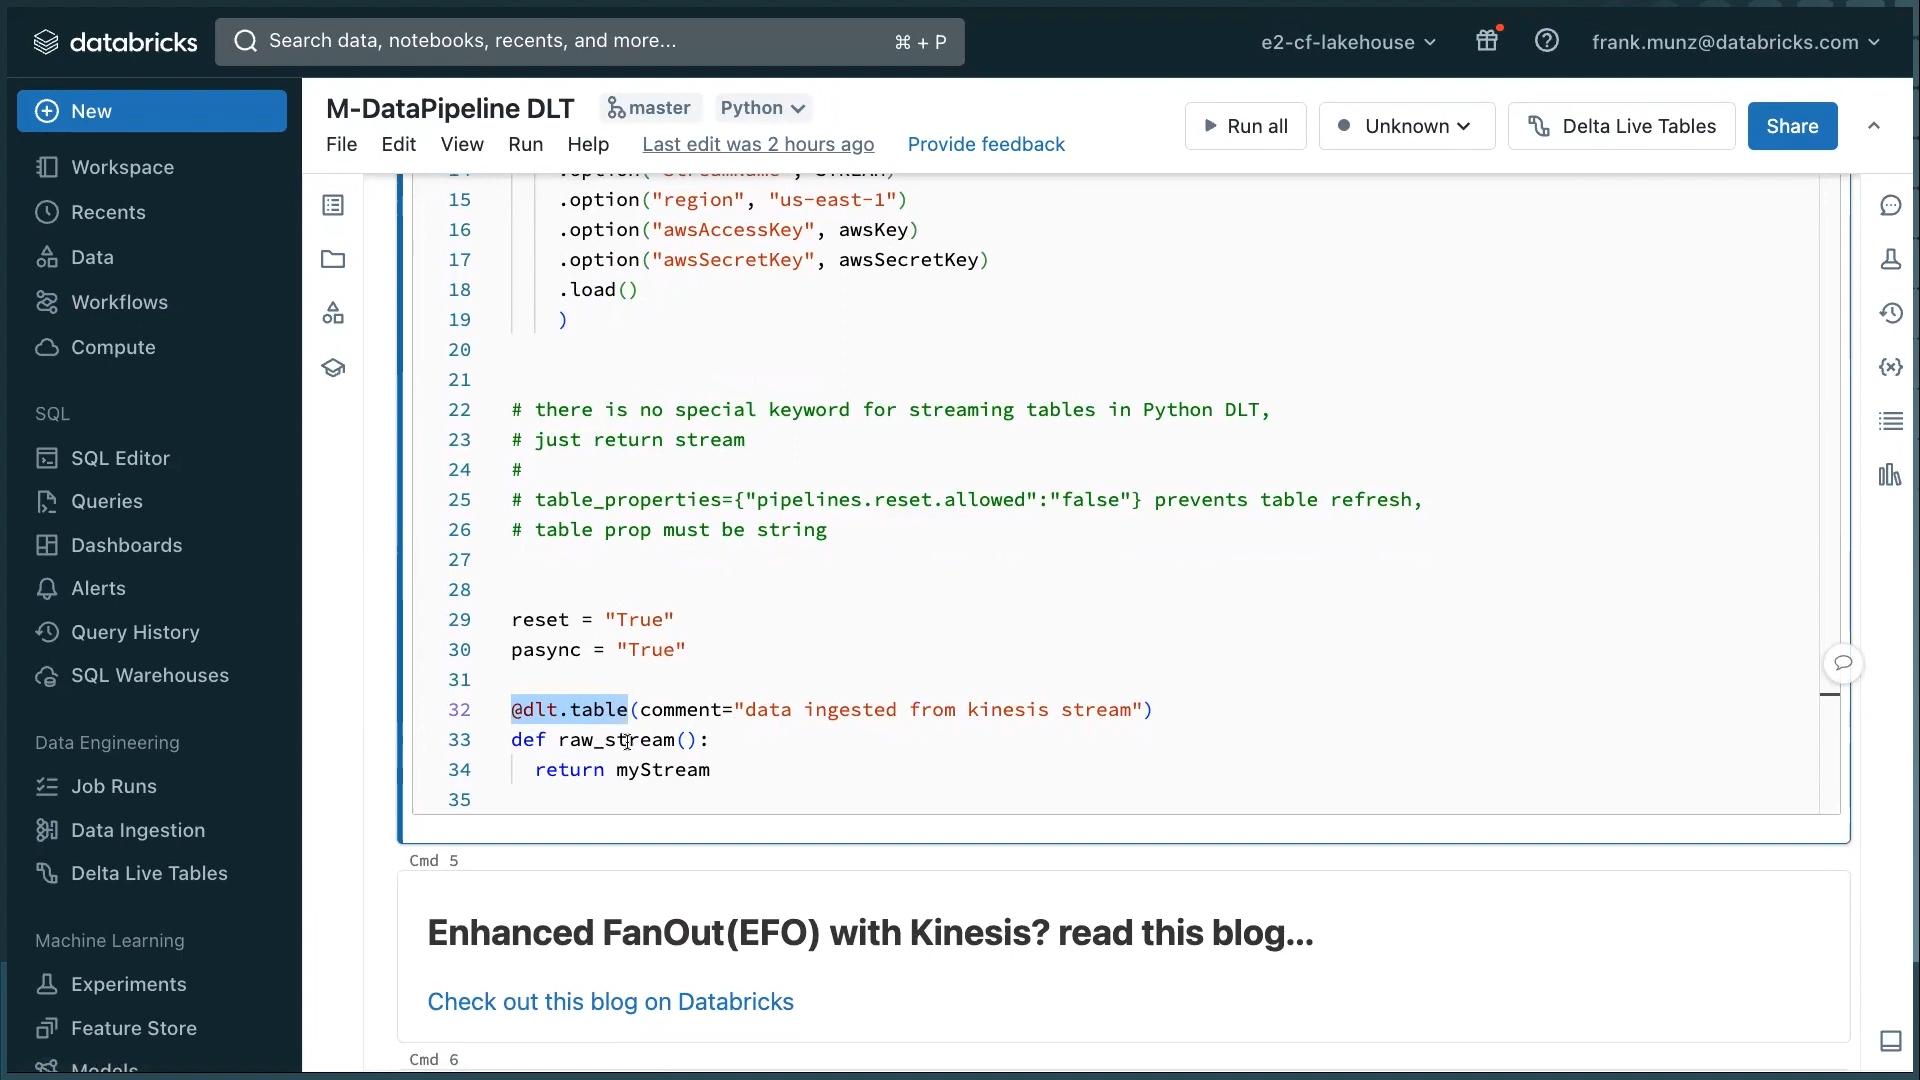 databricks
Search data, notebooks, recents, and more...
⌘ + P
e2-cf-lakehouse
frank.munz@databricks.com
New
Workspace
Recents
Data
Workflows
Compute
SQL
SQL Editor
Queries
Dashboards
Alerts
Query History
SQL Warehouses
Data Engineering
Job Runs
Data Ingestion
Delta Live Tables
Machine Learning
Experiments
Feature Store
Models
M-DataPipeline DLT
master
Python
File Edit View Run Help Last edit was 2 hours ago Provide feedback
Run all
Unknown
Delta Live Tables
Share
14 .option("streamName", STREAM)
15 .option("region", "us-east-1")
16 .option("awsAccessKey", awsKey)
17 .option("awsSecretKey", awsSecretKey)
18 .load()
19 )
20
21
22 # there is no special keyword for streaming tables in Python DLT,
23 # just return stream
24 #
25 # table_properties={"pipelines.reset.allowed":"false"} prevents table refresh,
26 # table prop must be string
27
28
29 reset = "True"
30 pasync = "True"
31
32 @dlt.table(comment="data ingested from kinesis stream")
33 def raw_stream():
34 return myStream
35
Cmd 5
Enhanced FanOut(EFO) with Kinesis? read this blog...
Check out this blog on Databricks
Cmd 6